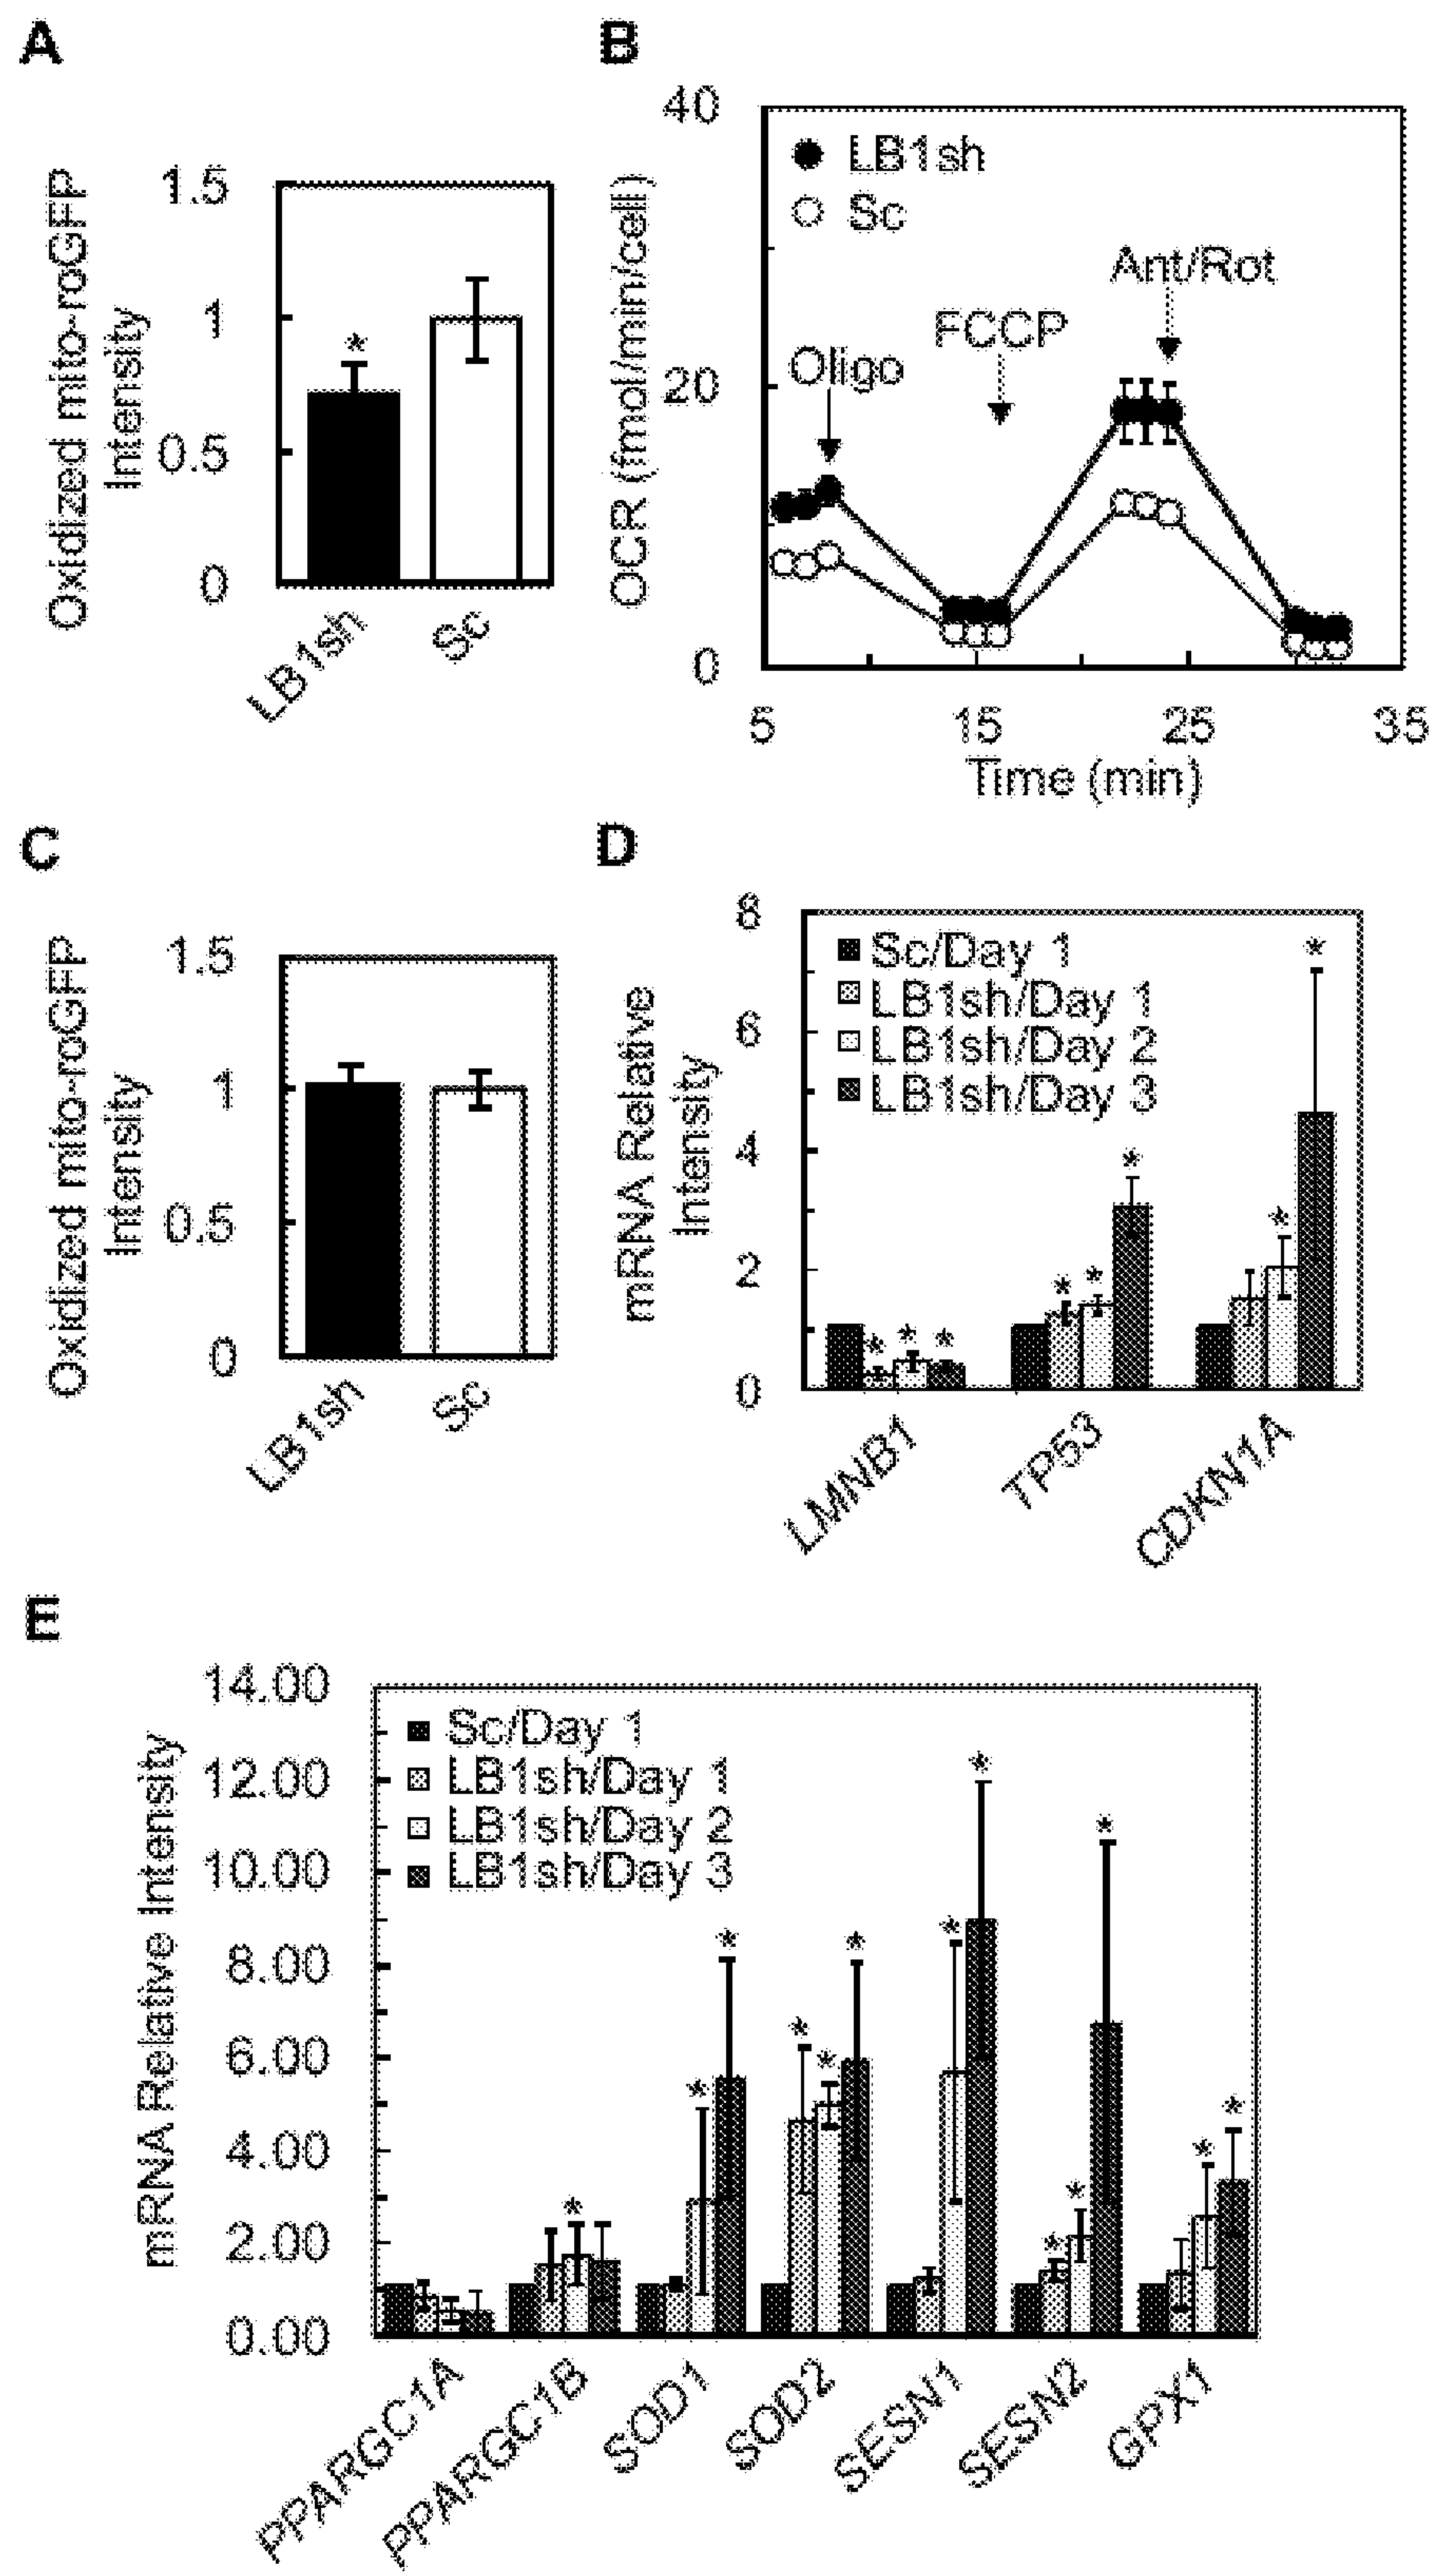 A
Oxidized mito-roGFP
Intensity
1.5
1
0.5
0
*
LB1sh
Sc
B
OCR (fmol/min/cell)
40
20
0
LB1sh
Sc
Oligo
FCCP
Ant/Rot
5
15
25
35
Time (min)
C
Oxidized mito-roGFP
Intensity
1.5
1
0.5
0
LB1sh
Sc
D
mRNA Relative
Intensity
8
6
4
2
0
Sc/Day 1
LB1sh/Day 1
LB1sh/Day 2
LB1sh/Day 3
* * *
* * *
* *
LMNB1
TP53
CDKN1A
E
mRNA Relative Intensity
14.00
12.00
10.00
8.00
6.00
4.00
2.00
0.00
Sc/Day 1
LB1sh/Day 1
LB1sh/Day 2
LB1sh/Day 3
*
* *
* * *
* *
* * *
* *
PPARGC1A
PPARGC1B
SOD1
SOD2
SESN1
SESN2
GPX1